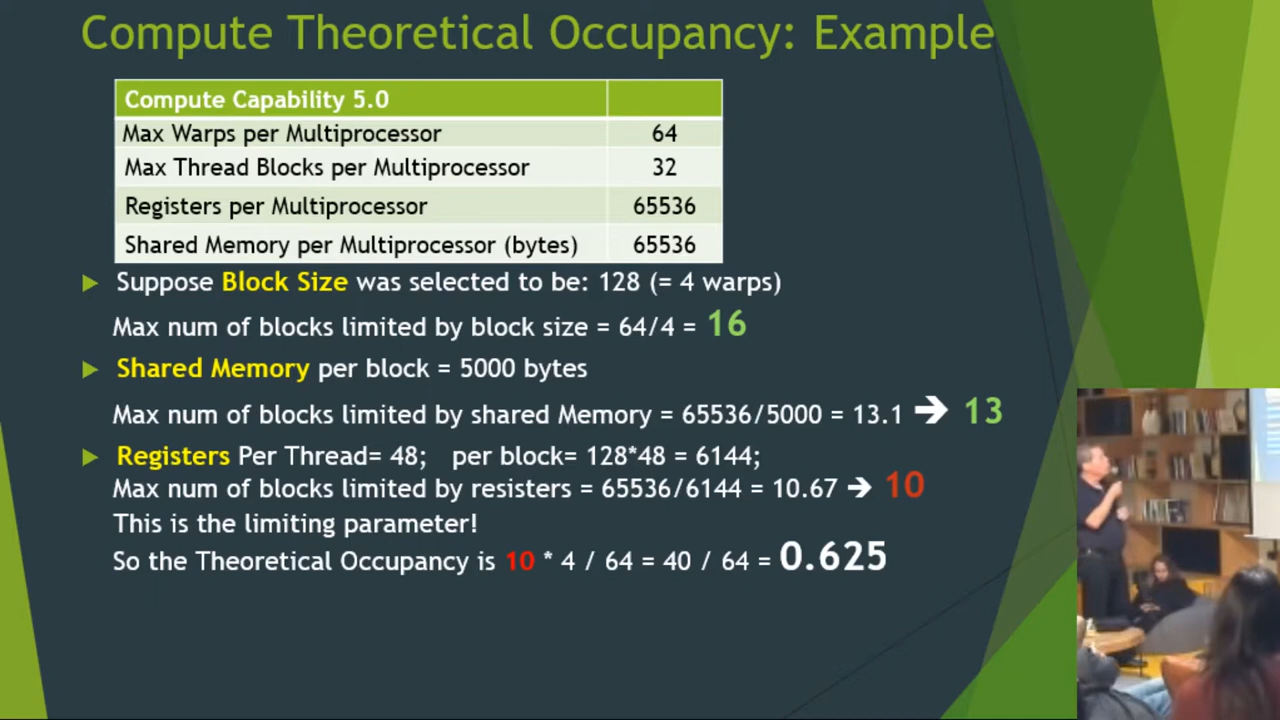 Compute Theoretical Occupancy: Example
Compute Capability 5.0
Max Warps per Multiprocessor 64
Max Thread Blocks per Multiprocessor 32
Registers per Multiprocessor 65536
Shared Memory per Multiprocessor (bytes) 65536
Suppose Block Size was selected to be: 128 (= 4 warps)
Max num of blocks limited by block size = 64/4 = 16
Shared Memory per block = 5000 bytes
Max num of blocks limited by shared Memory = 65536/5000 = 13.1 → 13
Registers Per Thread= 48; per block= 128*48 = 6144;
Max num of blocks limited by resisters = 65536/6144 = 10.67 → 10
This is the limiting parameter!
So the Theoretical Occupancy is 10 * 4 / 64 = 40 / 64 = 0.625